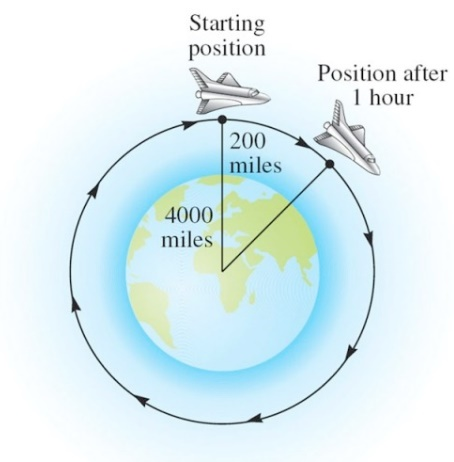 Starting
position
Position after
1 hour
200
miles
4000
miles